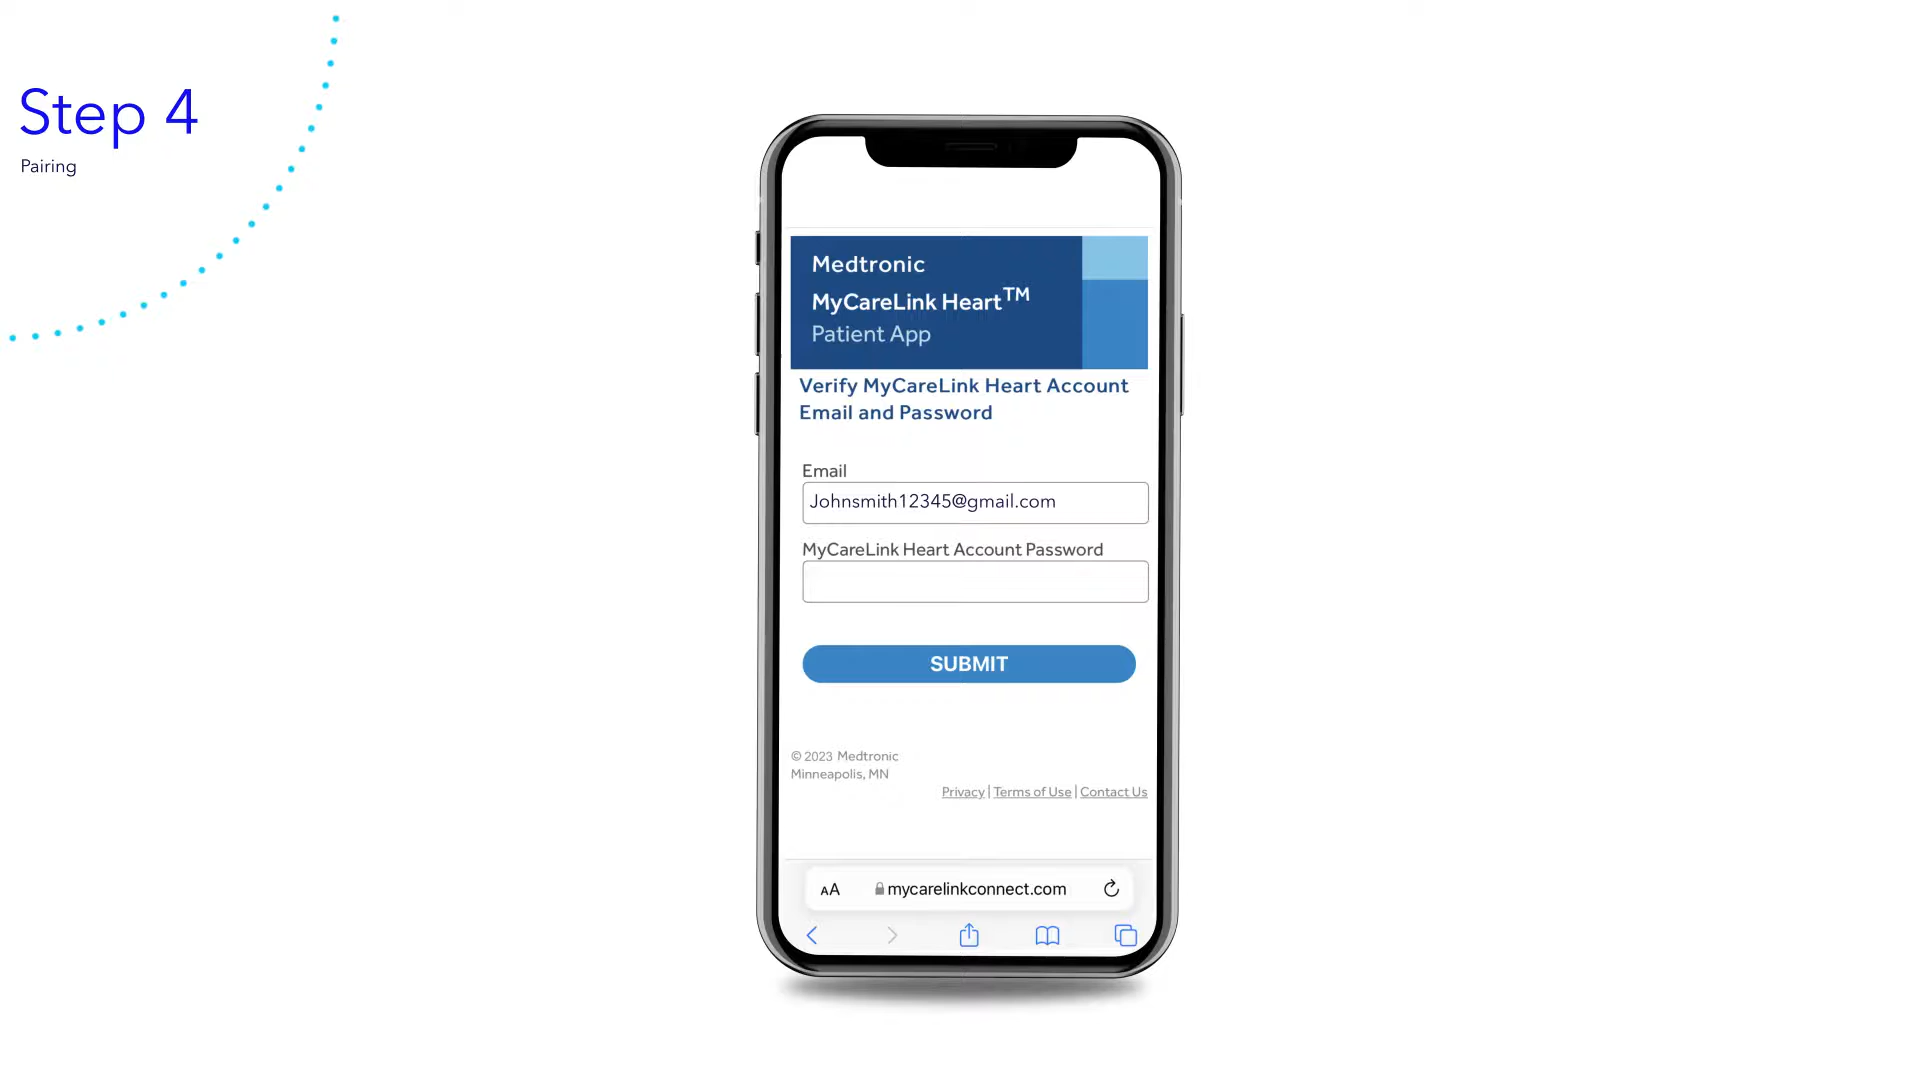 Step 4
Pairing
Medtronic
MyCareLink Heart™
Patient App
Verify MyCareLink Heart Account
Email and Password
Email
Johnsmith12345@gmail.com
MyCareLink Heart Account Password
SUBMIT
© 2023 Medtronic
Minneapolis, MN
Privacy | Terms of Use | Contact Us
AA mycarelinkconnect.com